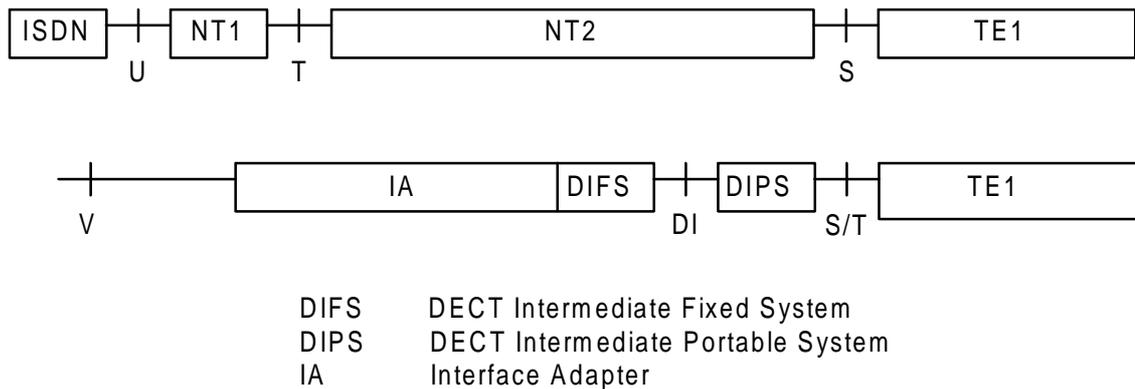 ISDN NT1 NT2 TE1
U T S
IA DIFS DIPS TE1
V DI S/T
DIFS DECT Intermediate Fixed System
DIPS DECT Intermediate Portable System
IA Interface Adapter